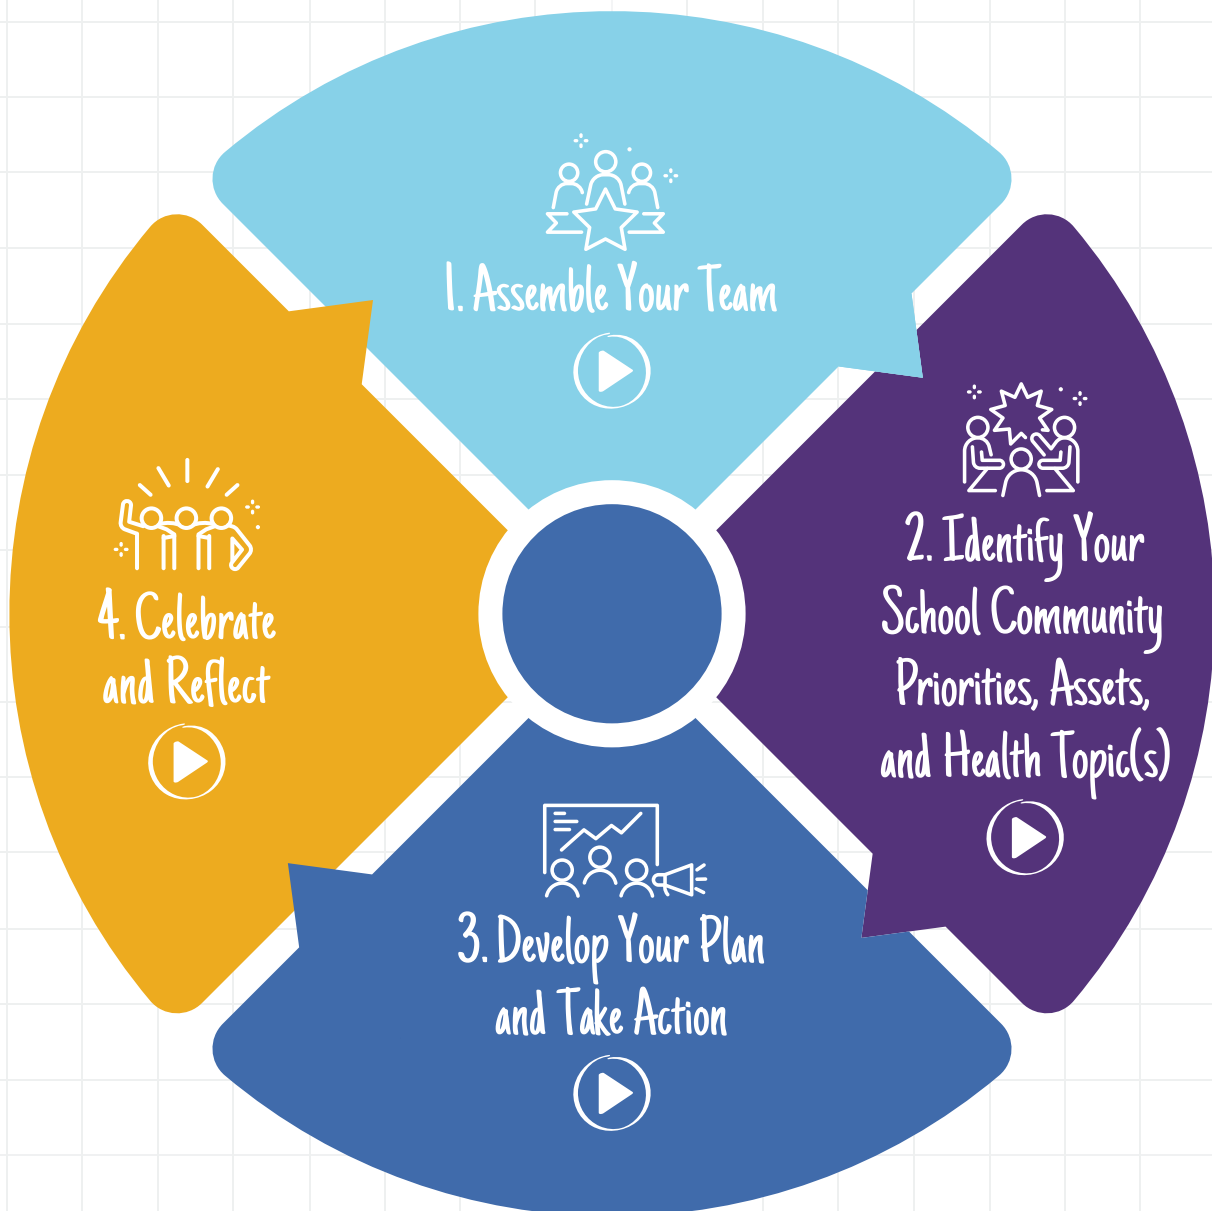 1. Assemble Your Team
2. Identify Your
School Community
Priorities, Assets,
and Health Topic(s)
3. Develop Your Plan
and Take Action
4. Celebrate
and Reflect